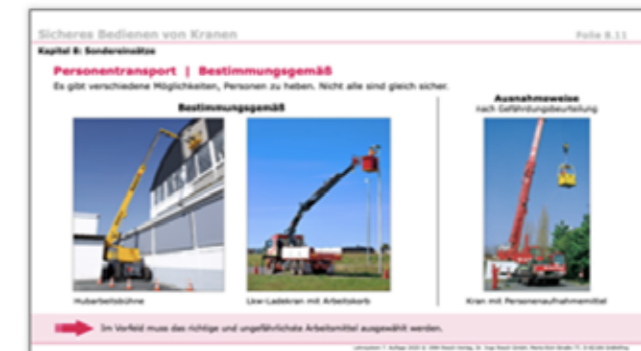 Sicheres Bedienen von Kranen
Folie 8.11
Kapitel 8: Sondereinsätze
Personentransport | Bestimmungsgemäß
Es gibt verschiedene Möglichkeiten, Personen zu heben. Nicht alle sind gleich sicher.
Bestimmungsgemäß
Ausnahmsweise
nach Gefährdungsbeurteilung
Hubarbeitsbühne
Lkw-Ladekran mit Arbeitskorb
Kran mit Personenaufnahmemittel
Im Vorfeld muss das richtige und ungefährlichste Arbeitsmittel ausgewählt werden.